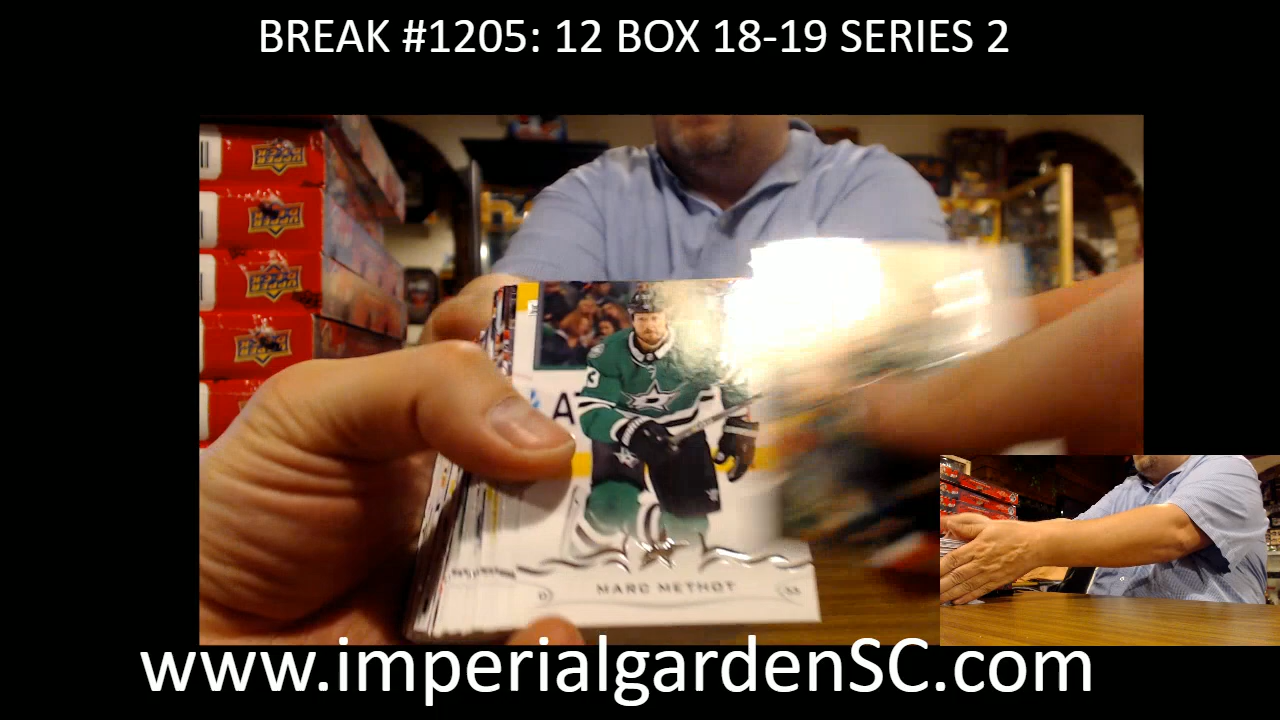 BREAK #1205: 12 BOX 18-19 SERIES 2
A
MARC METHOT
www.imperialgardenSC.com